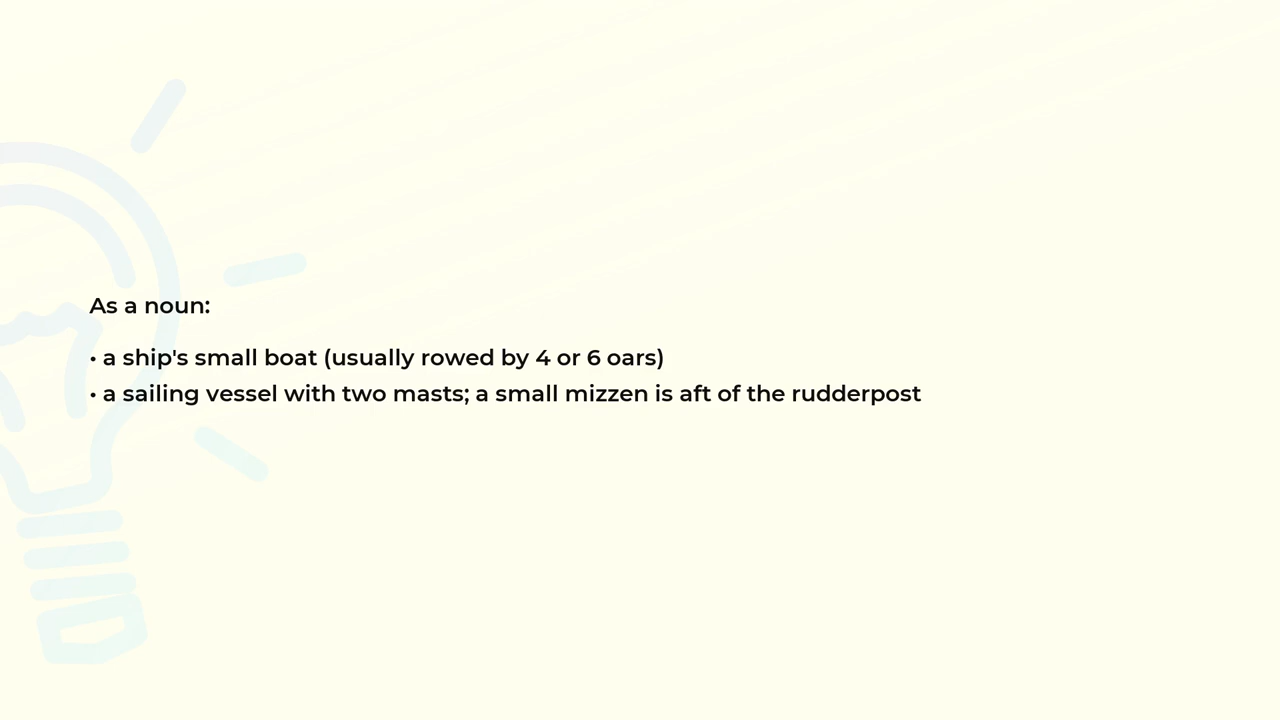 As a noun:
• a ship's small boat (usually rowed by 4 or 6 oars)
• a sailing vessel with two masts; a small mizzen is aft of the rudderpost